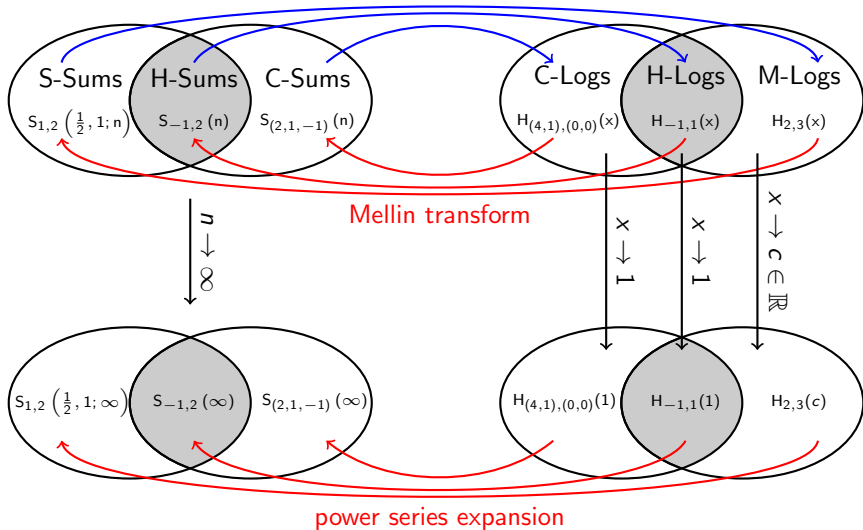 S-Sums H-Sums C-Sums C-Logs H-Logs M-Logs
S₁,₂ (½, 1; n) S₋₁,₂ (n) S₍₂,₁,₋₁₎ (n) H₍₄,₁₎,₍₀,₀₎(x) H₋₁,₁(x) H₂,₃(x)
Mellin transform
n → ∞
x → 1
x → 1
x → c ∈ ℝ
S₁,₂ (½, 1; ∞) S₋₁,₂ (∞) S₍₂,₁,₋₁₎ (∞) H₍₄,₁₎,₍₀,₀₎(1) H₋₁,₁(1) H₂,₃(c)
power series expansion